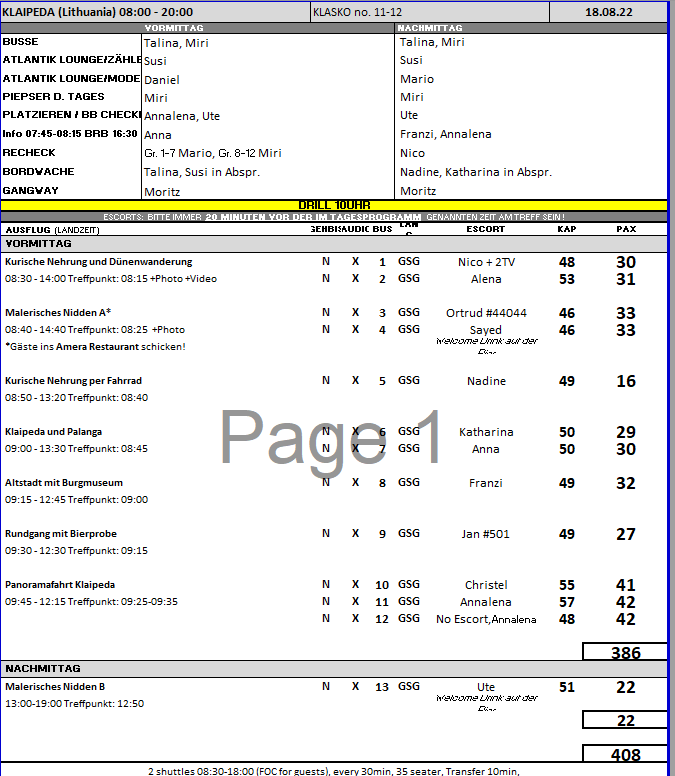 KLAIPEDA (Lithuania) 08:00 - 20:00 KLASKO no. 11-12 18.08.22
VORMITTAG NACHMITTAG
BUSSE Talina, Miri Talina, Miri
ATLANTIK LOUNGE/ZÄHLE Susi Susi
ATLANTIK LOUNGE/MODE Daniel Mario
PIEPSER D. TAGES Miri Miri
PLATZIEREN / BB CHECKI Annalena, Ute Ute
Info 07:45-08:15 BRB 16:30 Anna Franzi, Annalena
RECHECK Gr. 1-7 Mario, Gr. 8-12 Miri Nico
BORDWACHE Talina, Susi in Abspr. Nadine, Katharina in Abspr.
GANGWAY Moritz Moritz
DRILL 10UHR
ESCORTS: BITTE IMMER 20 MINUTEN VOR DER IM TAGESPROGRAMM GENANNTEN ZEIT AM TREFF SEIN!
AUSFLUG (LANDZEIT) AUDIO BUS ESCORT KAP PAX
VORMITTAG
Kurische Nehrung und Dünenwanderung N X 1 GSG Nico + 2TV 48 30
08:30 - 14:00 Treffpunkt: 08:15 +Photo +Video N X 2 GSG Alena 53 31
Malerisches Nidden A* N X 3 GSG Ortrud #44044 46 33
08:40 - 14:40 Treffpunkt: 08:25 +Photo N X 4 GSG Sayed 46 33
*Gäste ins Amera Restaurant schicken! Welcome Drink auf der
Kurische Nehrung per Fahrrad N X 5 GSG Nadine 49 16
08:50 - 13:20 Treffpunkt: 08:40
Page 1
Klaipeda und Palanga N X 6 GSG Katharina 50 29
09:00 - 13:30 Treffpunkt: 08:45 N X 7 GSG Anna 50 30
Altstadt mit Burgmuseum N X 8 GSG Franzi 49 32
09:15 - 12:45 Treffpunkt: 09:00
Rundgang mit Bierprobe N X 9 GSG Jan #501 49 27
09:30 - 12:30 Treffpunkt: 09:15
Panoramafahrt Klaipeda N X 10 GSG Christel 55 41
09:45 - 12:15 Treffpunkt: 09:25-09:35 N X 11 GSG Annalena 57 42
N X 12 GSG No Escort,Annalena 48 42
386
NACHMITTAG
Malerisches Nidden B N X 13 GSG Ute 51 22
13:00-19:00 Treffpunkt: 12:50 Welcome Drink auf der
22
408
2 shuttles 08:30-18:00 (FOC for guests), every 30min, 35 seater, Transfer 10min,